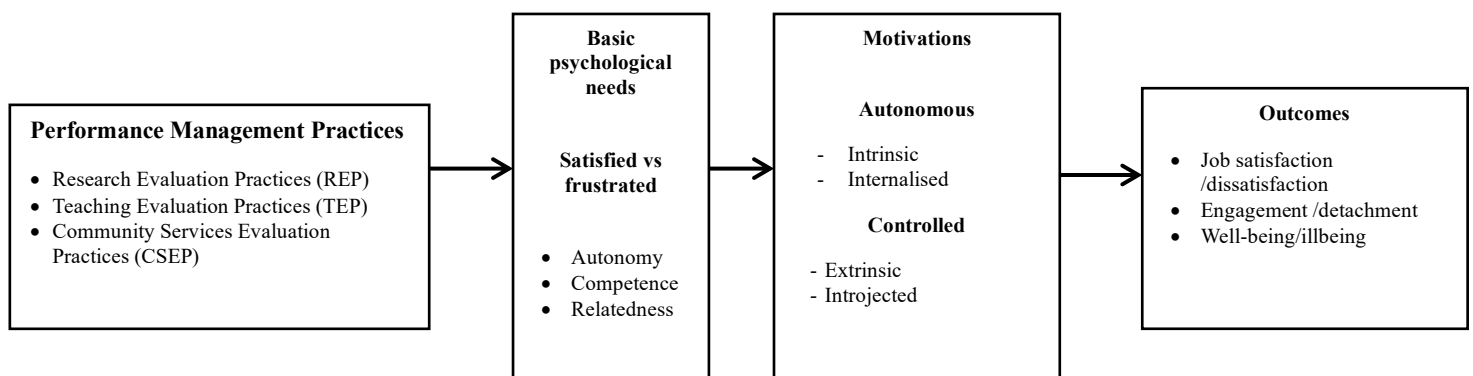 Performance Management Practices
• Research Evaluation Practices (REP)
• Teaching Evaluation Practices (TEP)
• Community Services Evaluation
Practices (CSEP)
Basic
psychological
needs
Satisfied vs
frustrated
• Autonomy
• Competence
• Relatedness
Motivations
Autonomous
- Intrinsic
- Internalised
Controlled
- Extrinsic
- Introjected
Outcomes
• Job satisfaction
/dissatisfaction
• Engagement /detachment
• Well-being/illbeing